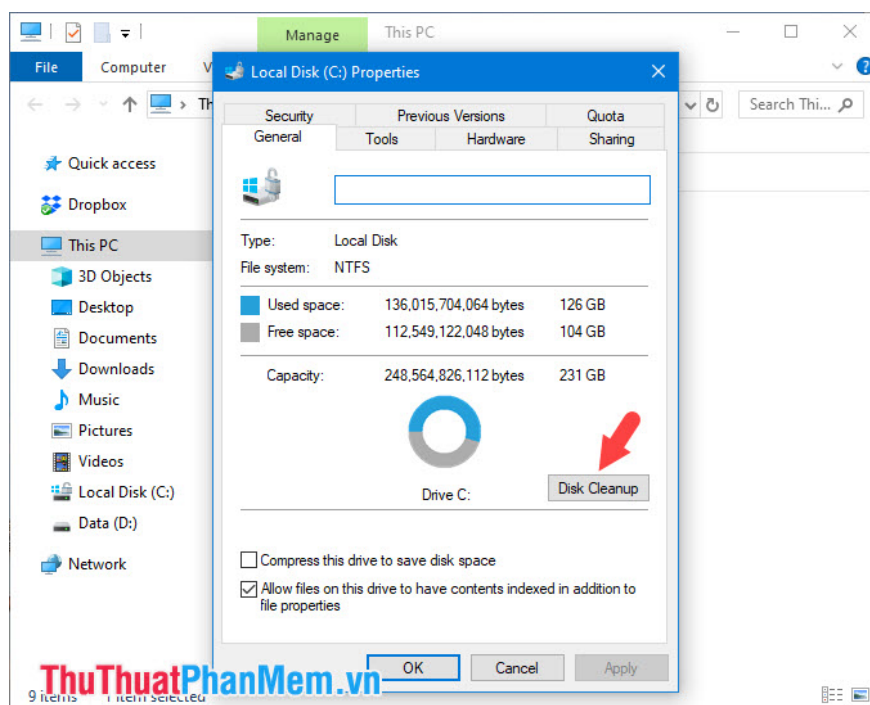 Manage This PC
File Computer V
Th Search Thi...
Local Disk (C:) Properties
Security Previous Versions Quota
General Tools Hardware Sharing
Type: Local Disk
File system: NTFS
Used space: 136,015,704,064 bytes 126 GB
Free space: 112,549,122,048 bytes 104 GB
Capacity: 248,564,826,112 bytes 231 GB
Drive C: Disk Cleanup
Compress this drive to save disk space
Allow files on this drive to have contents indexed in addition to
file properties
OK Cancel Apply
Quick access
Dropbox
This PC
3D Objects
Desktop
Documents
Downloads
Music
Pictures
Videos
Local Disk (C:)
Data (D:)
Network
ThuThuatPhanMem.vn
9 items 1 item selected